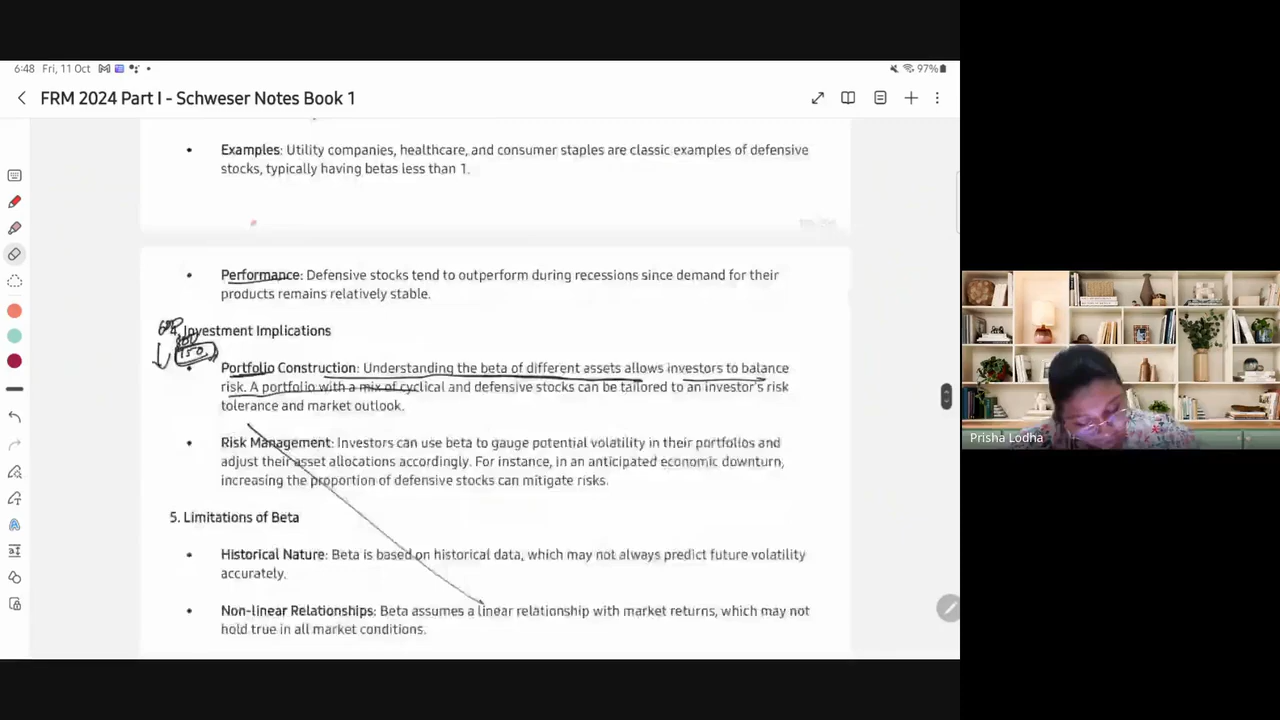 6:48 Fri, 11 Oct
97%
FRM 2024 Part I - Schweser Notes Book 1
• Examples: Utility companies, healthcare, and consumer staples are classic examples of defensive
stocks, typically having betas less than 1.
• Performance: Defensive stocks tend to outperform during recessions since demand for their
products remains relatively stable.
Investment Implications
• Portfolio Construction: Understanding the beta of different assets allows investors to balance
risk. A portfolio with a mix of cyclical and defensive stocks can be tailored to an investor's risk
tolerance and market outlook.
• Risk Management: Investors can use beta to gauge potential volatility in their portfolios and
adjust their asset allocations accordingly. For instance, in an anticipated economic downturn,
increasing the proportion of defensive stocks can mitigate risks.
5. Limitations of Beta
• Historical Nature: Beta is based on historical data, which may not always predict future volatility
accurately.
• Non-linear Relationships: Beta assumes a linear relationship with market returns, which may not
hold true in all market conditions.
Prisha Lodha